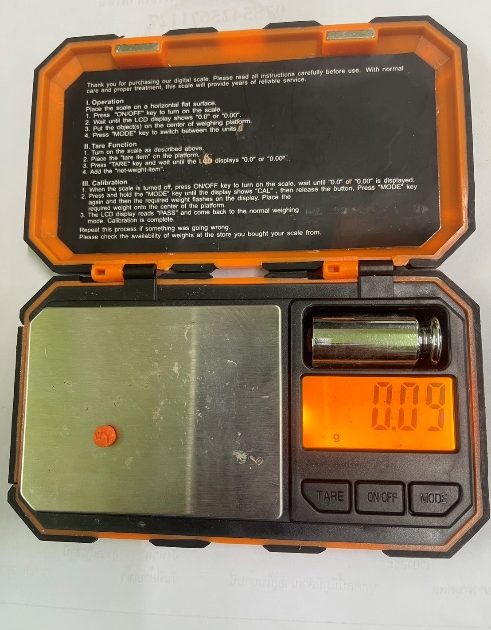 Thank you for purchasing our digital scale. Please read all instructions carefully before use. With normal
care and proper treatment, this scale will provide years of reliable service.
I. Operation
Place the scale on a horizontal flat surface.
1. Press "ON/OFF" key to turn on the scale.
2. Wait until the LCD display shows "0.0" or "0.00".
3. Put the object(s) on the center of weighing platform.
4. Press "MODE" key to switch between the units
II. Tare Function
1. Turn on the scale as described above.
2. Place the "tare item" on the platform.
3. Press "TARE" key and wait until the displays "0.0" or "0.00".
4. Add the "net-weight-item".
III. Calibration
1. When the scale is turned off, press ON/OFF key to turn on the scale, wait until "0.0" or "0.00" is displayed.
2. Press and hold the "MODE" key until the display shows "CAL", then release the button, Press "MODE" key
again and then the required weight flashes on the display. Place the
required weight onto the center of the platform.
3. The LCD display reads "PASS" and come back to the normal weighing
mode. Calibration is complete.
Repeat this process if something was going wrong.
Please check the availability of weights at the store you bought your scale from.
0.09
g
TARE ON/OFF MODE